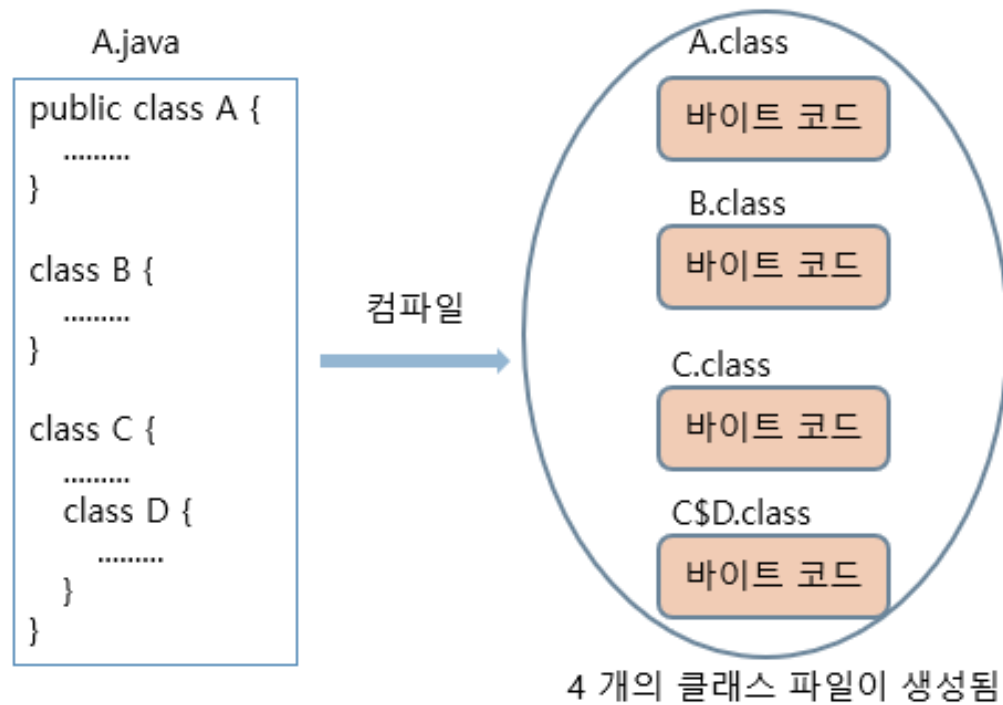 A.java
public class A {
.........
}
class B {
.........
}
class C {
.........
class D {
.........
}
}
컴파일
A.class
바이트 코드
B.class
바이트 코드
C.class
바이트 코드
C$D.class
바이트 코드
4 개의 클래스 파일이 생성됨